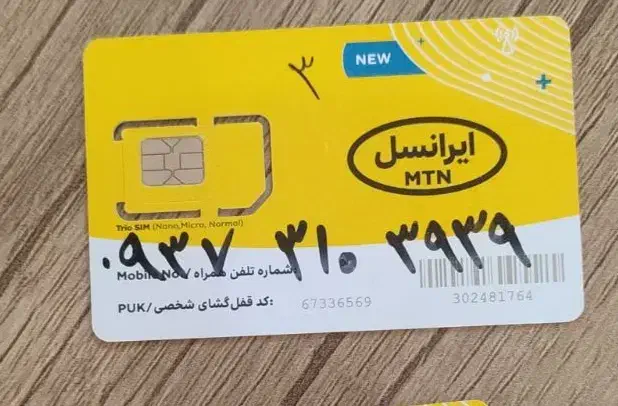 NEW
۳
ایرانسل
MTN
Trio SIM (Nano,Micro, Normal)
۰۹۳۷ ۳۱۰ ۳۹۳۹
Mobile No./ شماره تلفن همراه:
PUK/کد قفل‌گشای شخصی: 67336569
302481764